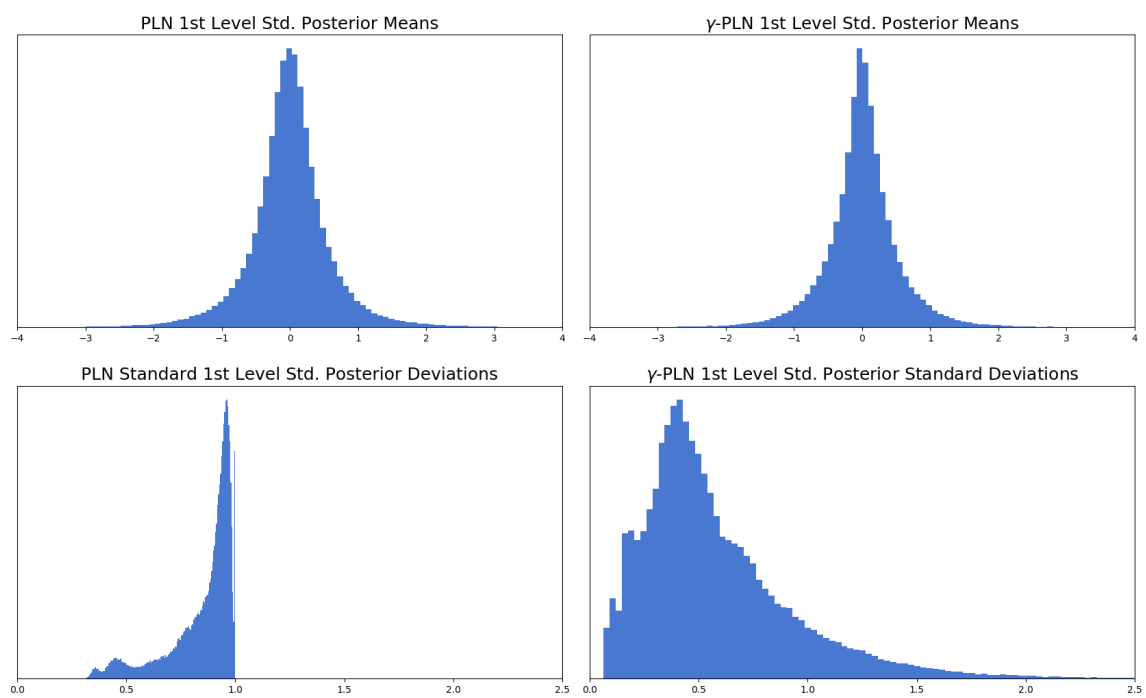 PLN 1st Level Std. Posterior Means
−4 −3 −2 −1 0 1 2 3 4
γ-PLN 1st Level Std. Posterior Means
−4 −3 −2 −1 0 1 2 3 4
PLN Standard 1st Level Std. Posterior Deviations
0.0 0.5 1.0 1.5 2.0 2.5
γ-PLN 1st Level Std. Posterior Standard Deviations
0.0 0.5 1.0 1.5 2.0 2.5